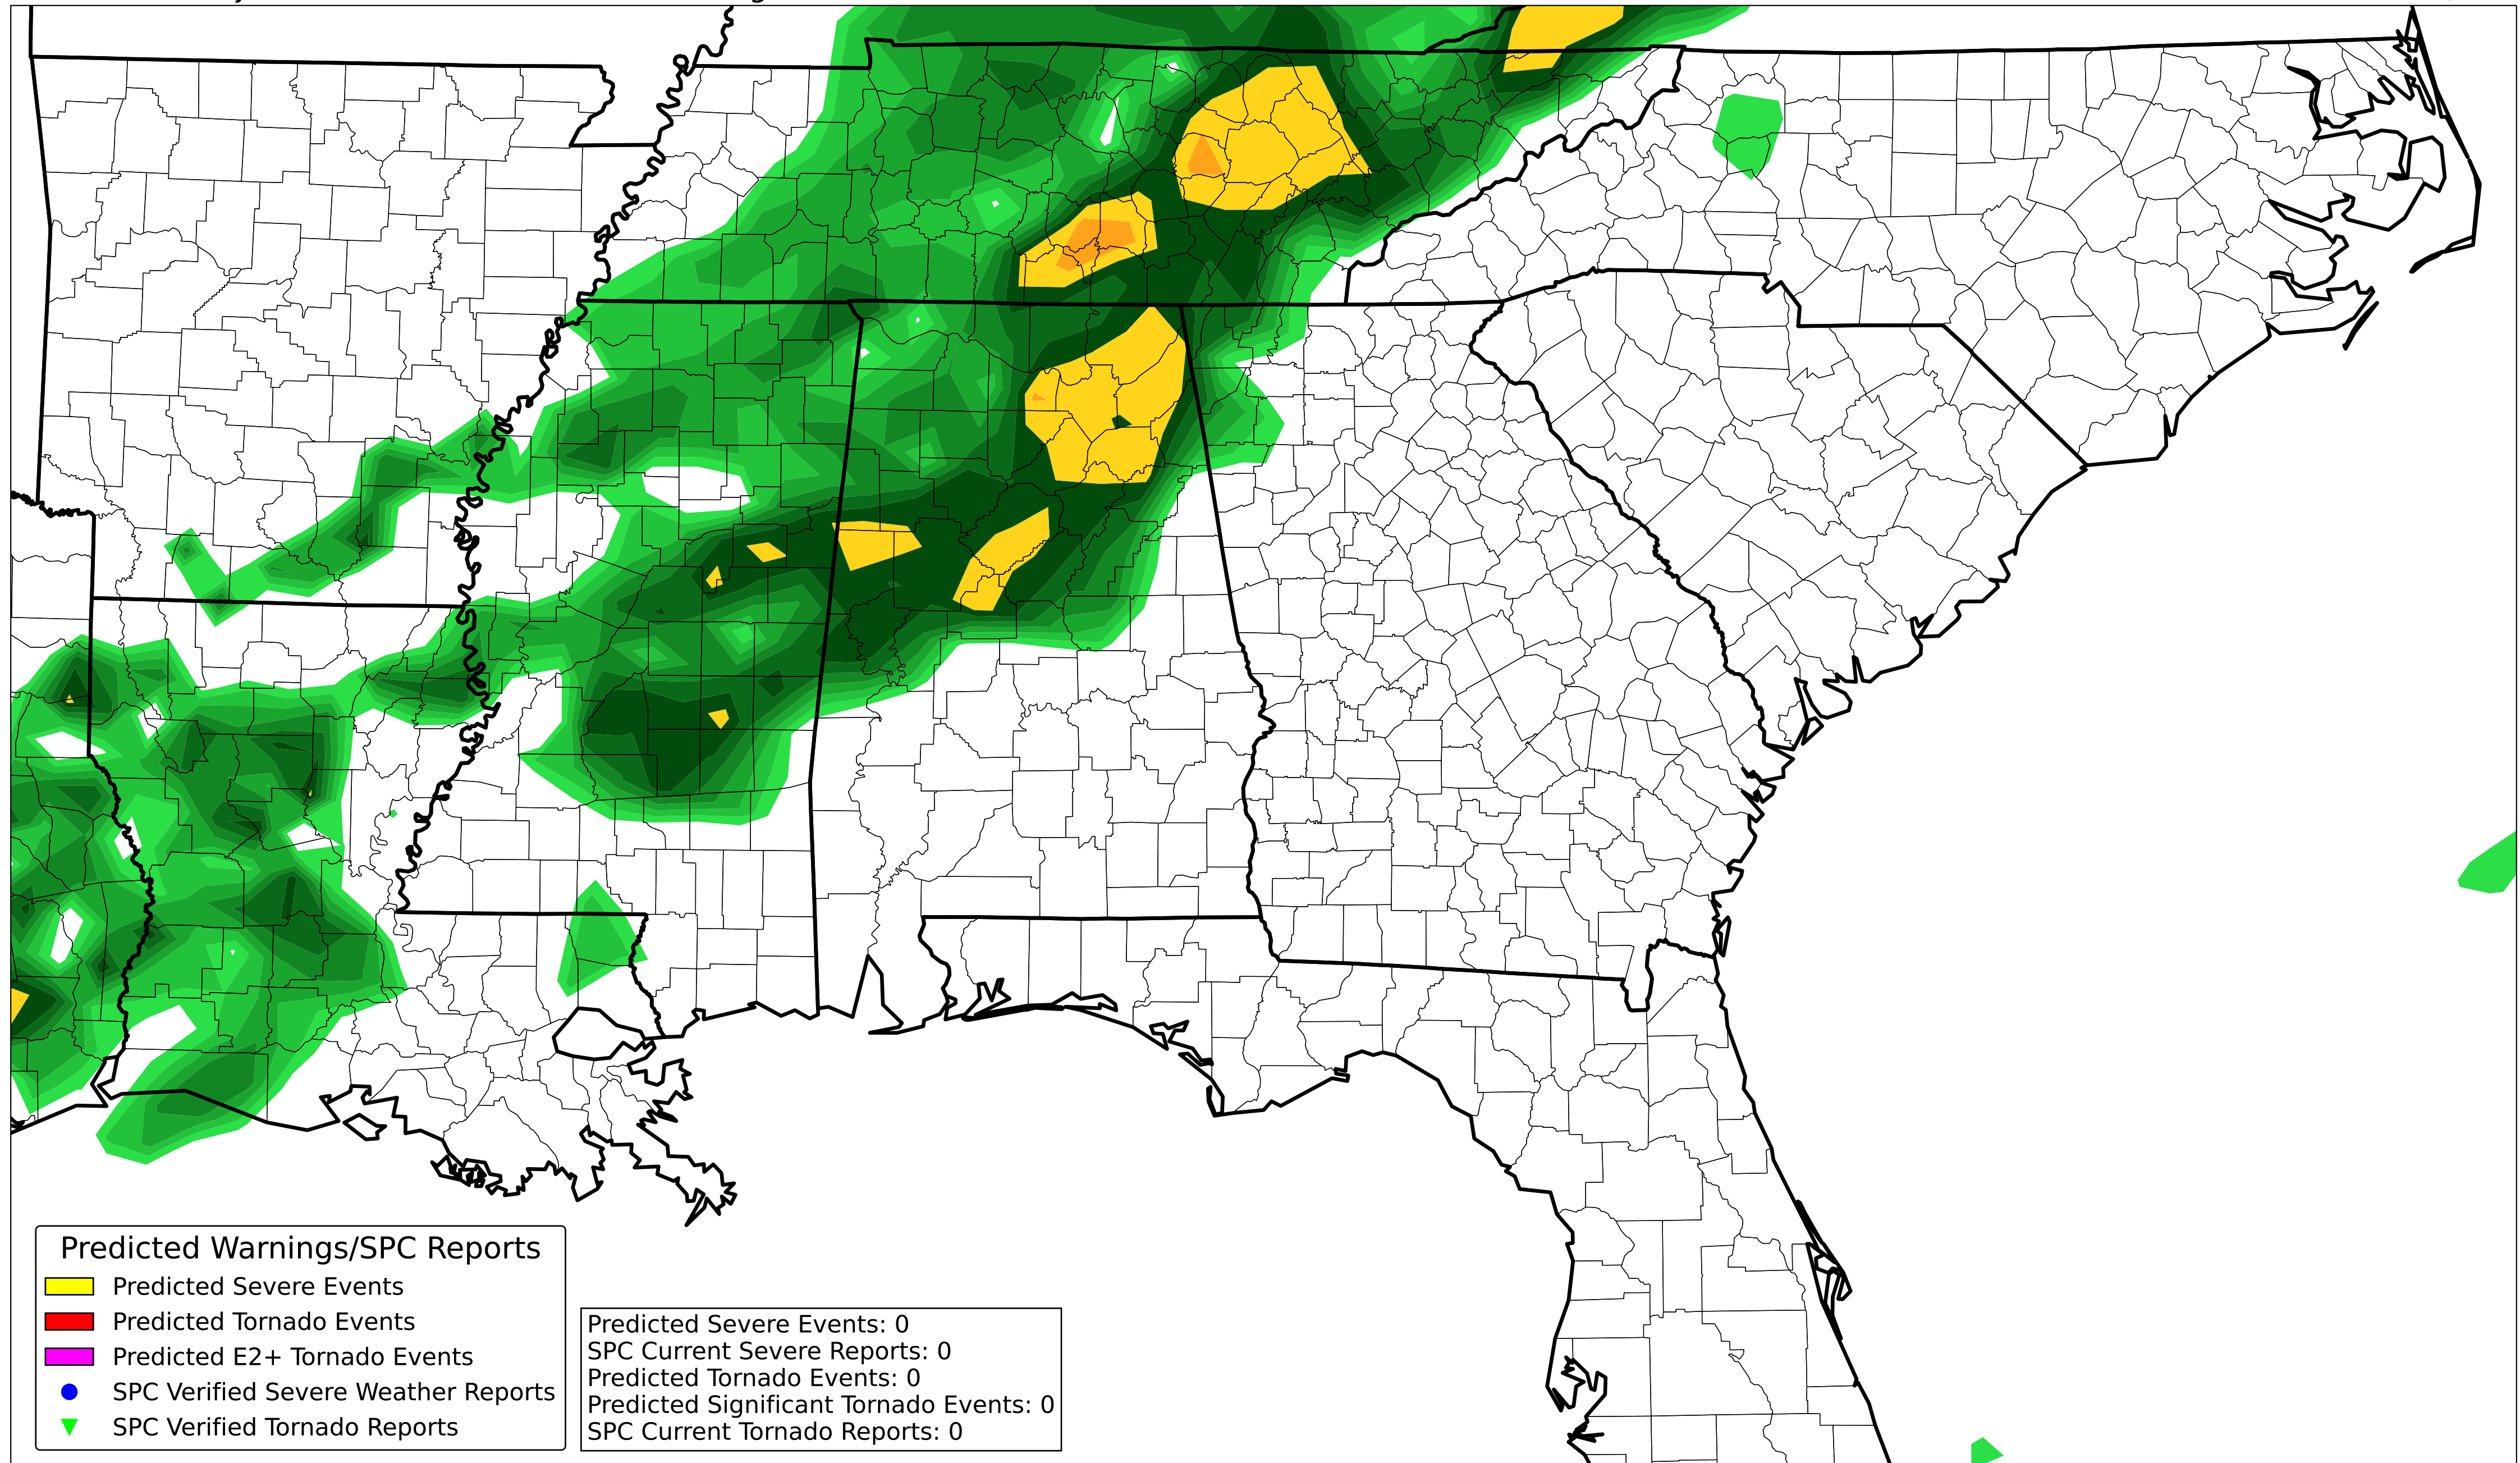 Predicted Warnings/SPC Reports
Predicted Severe Events
Predicted Tornado Events
Predicted E2+ Tornado Events
SPC Verified Severe Weather Reports
SPC Verified Tornado Reports
Predicted Severe Events: 0
SPC Current Severe Reports: 0
Predicted Tornado Events: 0
Predicted Significant Tornado Events: 0
SPC Current Tornado Reports: 0